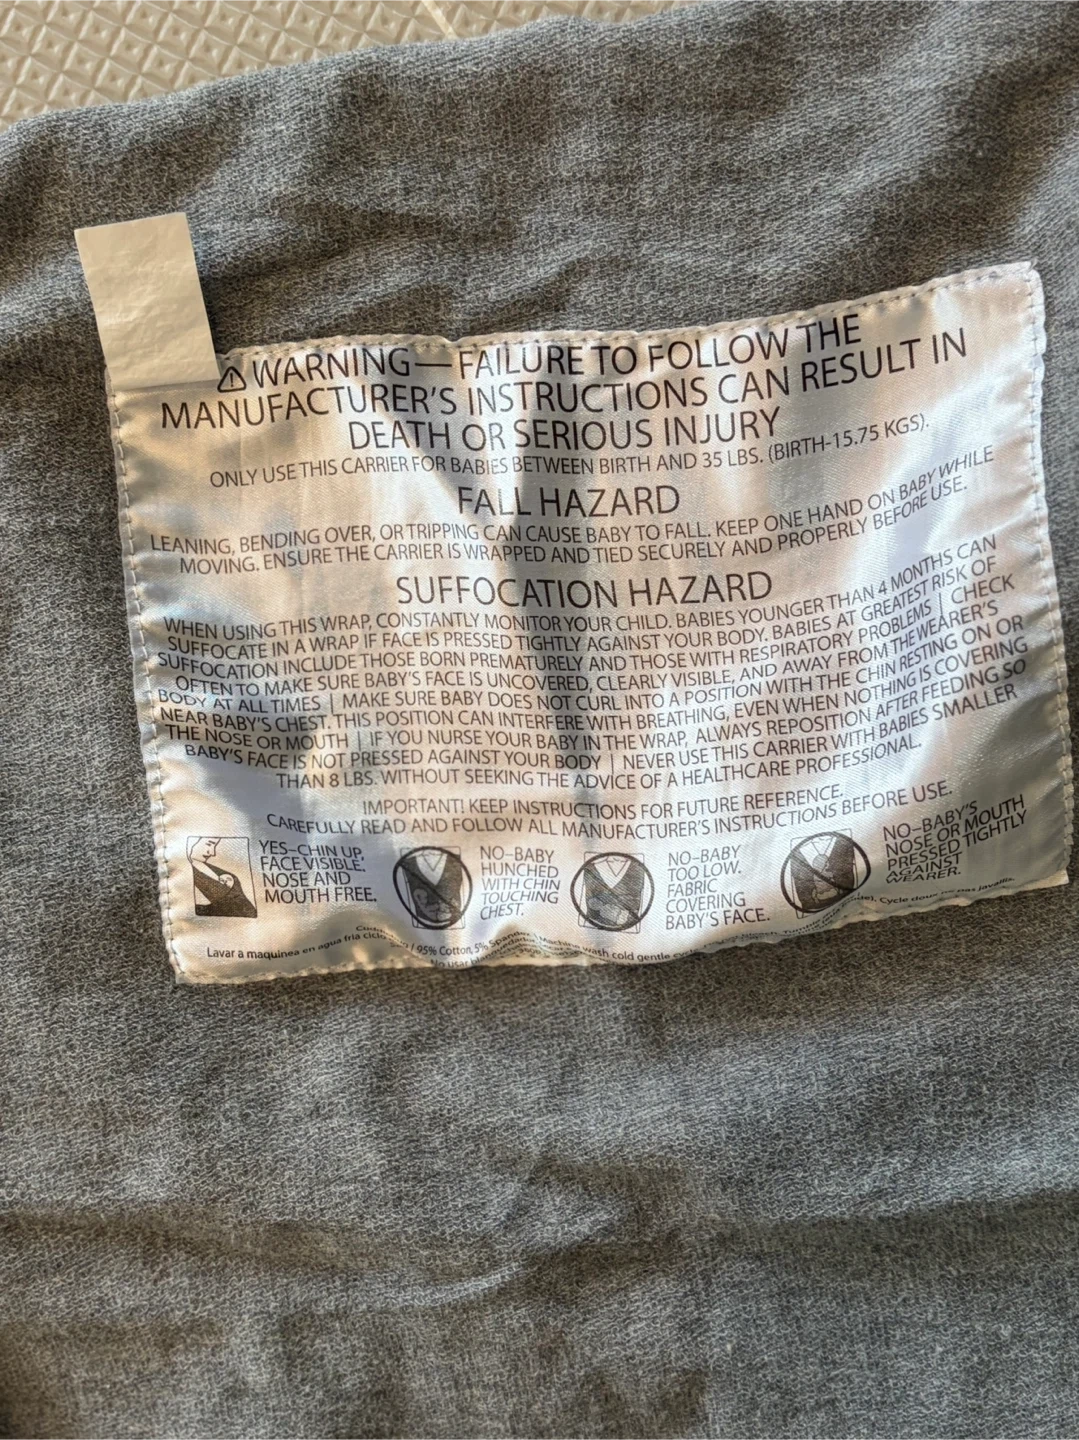 ⚠ WARNING— FAILURE TO FOLLOW THE
MANUFACTURER'S INSTRUCTIONS CAN RESULT IN
DEATH OR SERIOUS INJURY
ONLY USE THIS CARRIER FOR BABIES BETWEEN BIRTH AND 35 LBS. (BIRTH-15.75 KGS).
FALL HAZARD
LEANING, BENDING OVER, OR TRIPPING CAN CAUSE BABY TO FALL. KEEP ONE HAND ON BABY WHILE
MOVING. ENSURE THE CARRIER IS WRAPPED AND TIED SECURELY AND PROPERLY BEFORE USE.
SUFFOCATION HAZARD
WHEN USING THIS WRAP, CONSTANTLY MONITOR YOUR CHILD. BABIES YOUNGER THAN 4 MONTHS CAN
SUFFOCATE IN A WRAP IF FACE IS PRESSED TIGHTLY AGAINST YOUR BODY. BABIES AT GREATEST RISK OF
SUFFOCATION INCLUDE THOSE BORN PREMATURELY AND THOSE WITH RESPIRATORY PROBLEMS | CHECK
OFTEN TO MAKE SURE BABY'S FACE IS UNCOVERED, CLEARLY VISIBLE, AND AWAY FROM THE WEARER'S
BODY AT ALL TIMES | MAKE SURE BABY DOES NOT CURL INTO A POSITION WITH THE CHIN RESTING ON OR
NEAR BABY'S CHEST. THIS POSITION CAN INTERFERE WITH BREATHING, EVEN WHEN NOTHING IS COVERING
THE NOSE OR MOUTH | IF YOU NURSE YOUR BABY IN THE WRAP, ALWAYS REPOSITION AFTER FEEDING SO
BABY'S FACE IS NOT PRESSED AGAINST YOUR BODY | NEVER USE THIS CARRIER WITH BABIES SMALLER
THAN 8 LBS. WITHOUT SEEKING THE ADVICE OF A HEALTHCARE PROFESSIONAL.
IMPORTANT! KEEP INSTRUCTIONS FOR FUTURE REFERENCE.
CAREFULLY READ AND FOLLOW ALL MANUFACTURER'S INSTRUCTIONS BEFORE USE.
YES–CHIN UP,
FACE VISIBLE,
NOSE AND
MOUTH FREE.
NO–BABY
HUNCHED
WITH CHIN
TOUCHING
CHEST.
NO–BABY
TOO LOW.
FABRIC
COVERING
BABY'S FACE.
NO–BABY'S
NOSE OR MOUTH
PRESSED TIGHTLY
AGAINST
WEARER.
95% Cotton, 5% Spandex. Machine wash cold gentle Cycle doux ne pas javellis.
Lavar a maquinea en agua fria ciclo No usar blanqueador